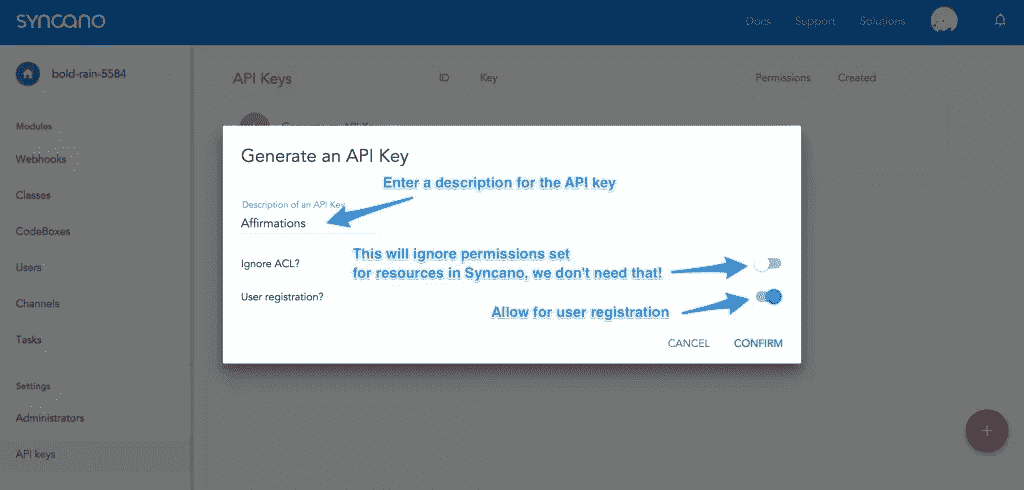 syncano
Docs Support Solutions
bold-rain-5584
API Keys ID Key Permissions Created
Modules
Webhooks
Classes
CodeBoxes
Users
Channels
Tasks
Settings
Administrators
API keys
Generate an API Key
Enter a description for the API key
Description of an API Key
Affirmations
This will ignore permissions set
for resources in Syncano, we don't need that!
Ignore ACL?
User registration?
Allow for user registration
CANCEL CONFIRM
+